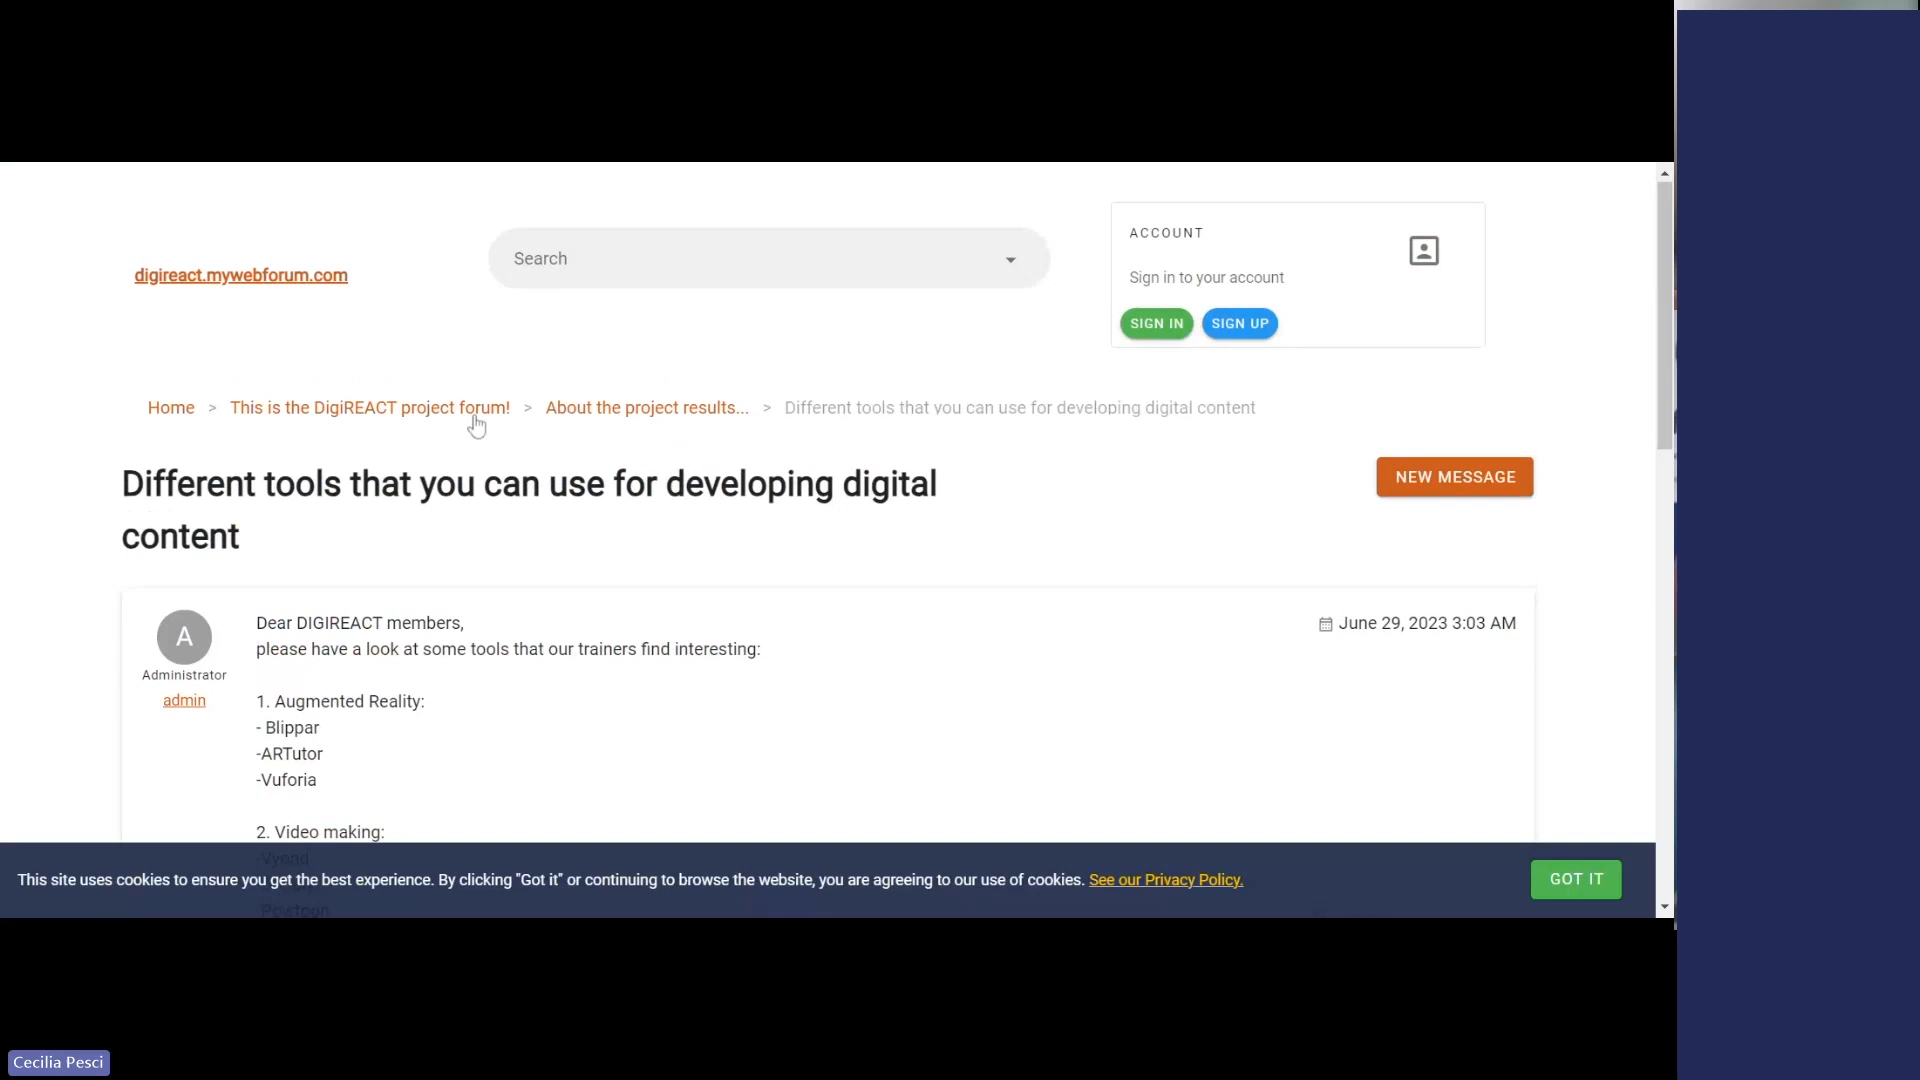 ACCOUNT
Search
digireact.mywebforum.com
Sign in to your account
SIGN IN SIGN UP
Home > This is the DigiREACT project forum! > About the project results... > Different tools that you can use for developing digital content
Different tools that you can use for developing digital
content
NEW MESSAGE
A
Administrator
admin
Dear DIGIREACT members,
June 29, 2023 3:03 AM
please have a look at some tools that our trainers find interesting:
1. Augmented Reality:
- Blippar
-ARTutor
-Vuforia
2. Video making:
-Vyond
This site uses cookies to ensure you get the best experience. By clicking "Got it" or continuing to browse the website, you are agreeing to our use of cookies. See our Privacy Policy.
GOT IT
-Powtoon
Cecilia Pesci